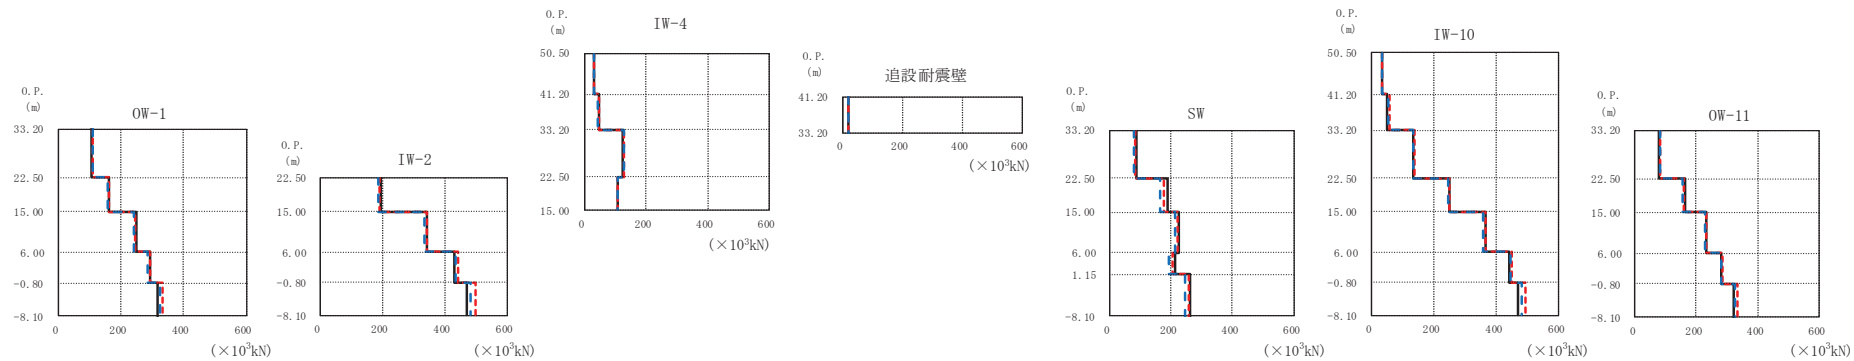 O.P.
(m)
OW-1
33.20
22.50
15.00
6.00
-0.80
-8.10
0
200
400
600
(×10³kN)
O.P.
(m)
IW-2
22.50
15.00
6.00
-0.80
-8.10
0
200
400
600
(×10³kN)
O.P.
(m)
IW-4
50.50
41.20
33.20
22.50
15.00
0
200
400
600
(×10³kN)
O.P.
(m)
追設耐震壁
41.20
33.20
0
200
400
600
(×10³kN)
O.P.
(m)
SW
33.20
22.50
15.00
6.00
1.15
-8.10
0
200
400
600
(×10³kN)
O.P.
(m)
IW-10
50.50
41.20
33.20
22.50
15.00
6.00
-0.80
-8.10
0
200
400
600
(×10³kN)
O.P.
(m)
OW-11
33.20
22.50
15.00
6.00
-0.80
-8.10
0
200
400
600
(×10³kN)